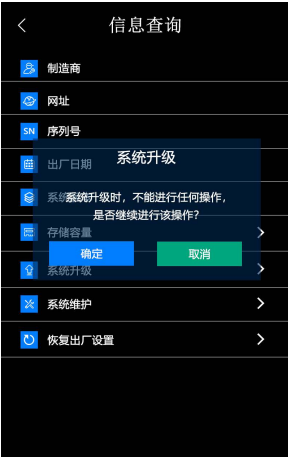 信息查询
制造商
网址
SN 序列号
出厂日期
系统升级
系统
系统升级时，不能进行任何操作，
是否继续进行该操作？
存储容量
确定 取消
系统升级
系统维护
恢复出厂设置